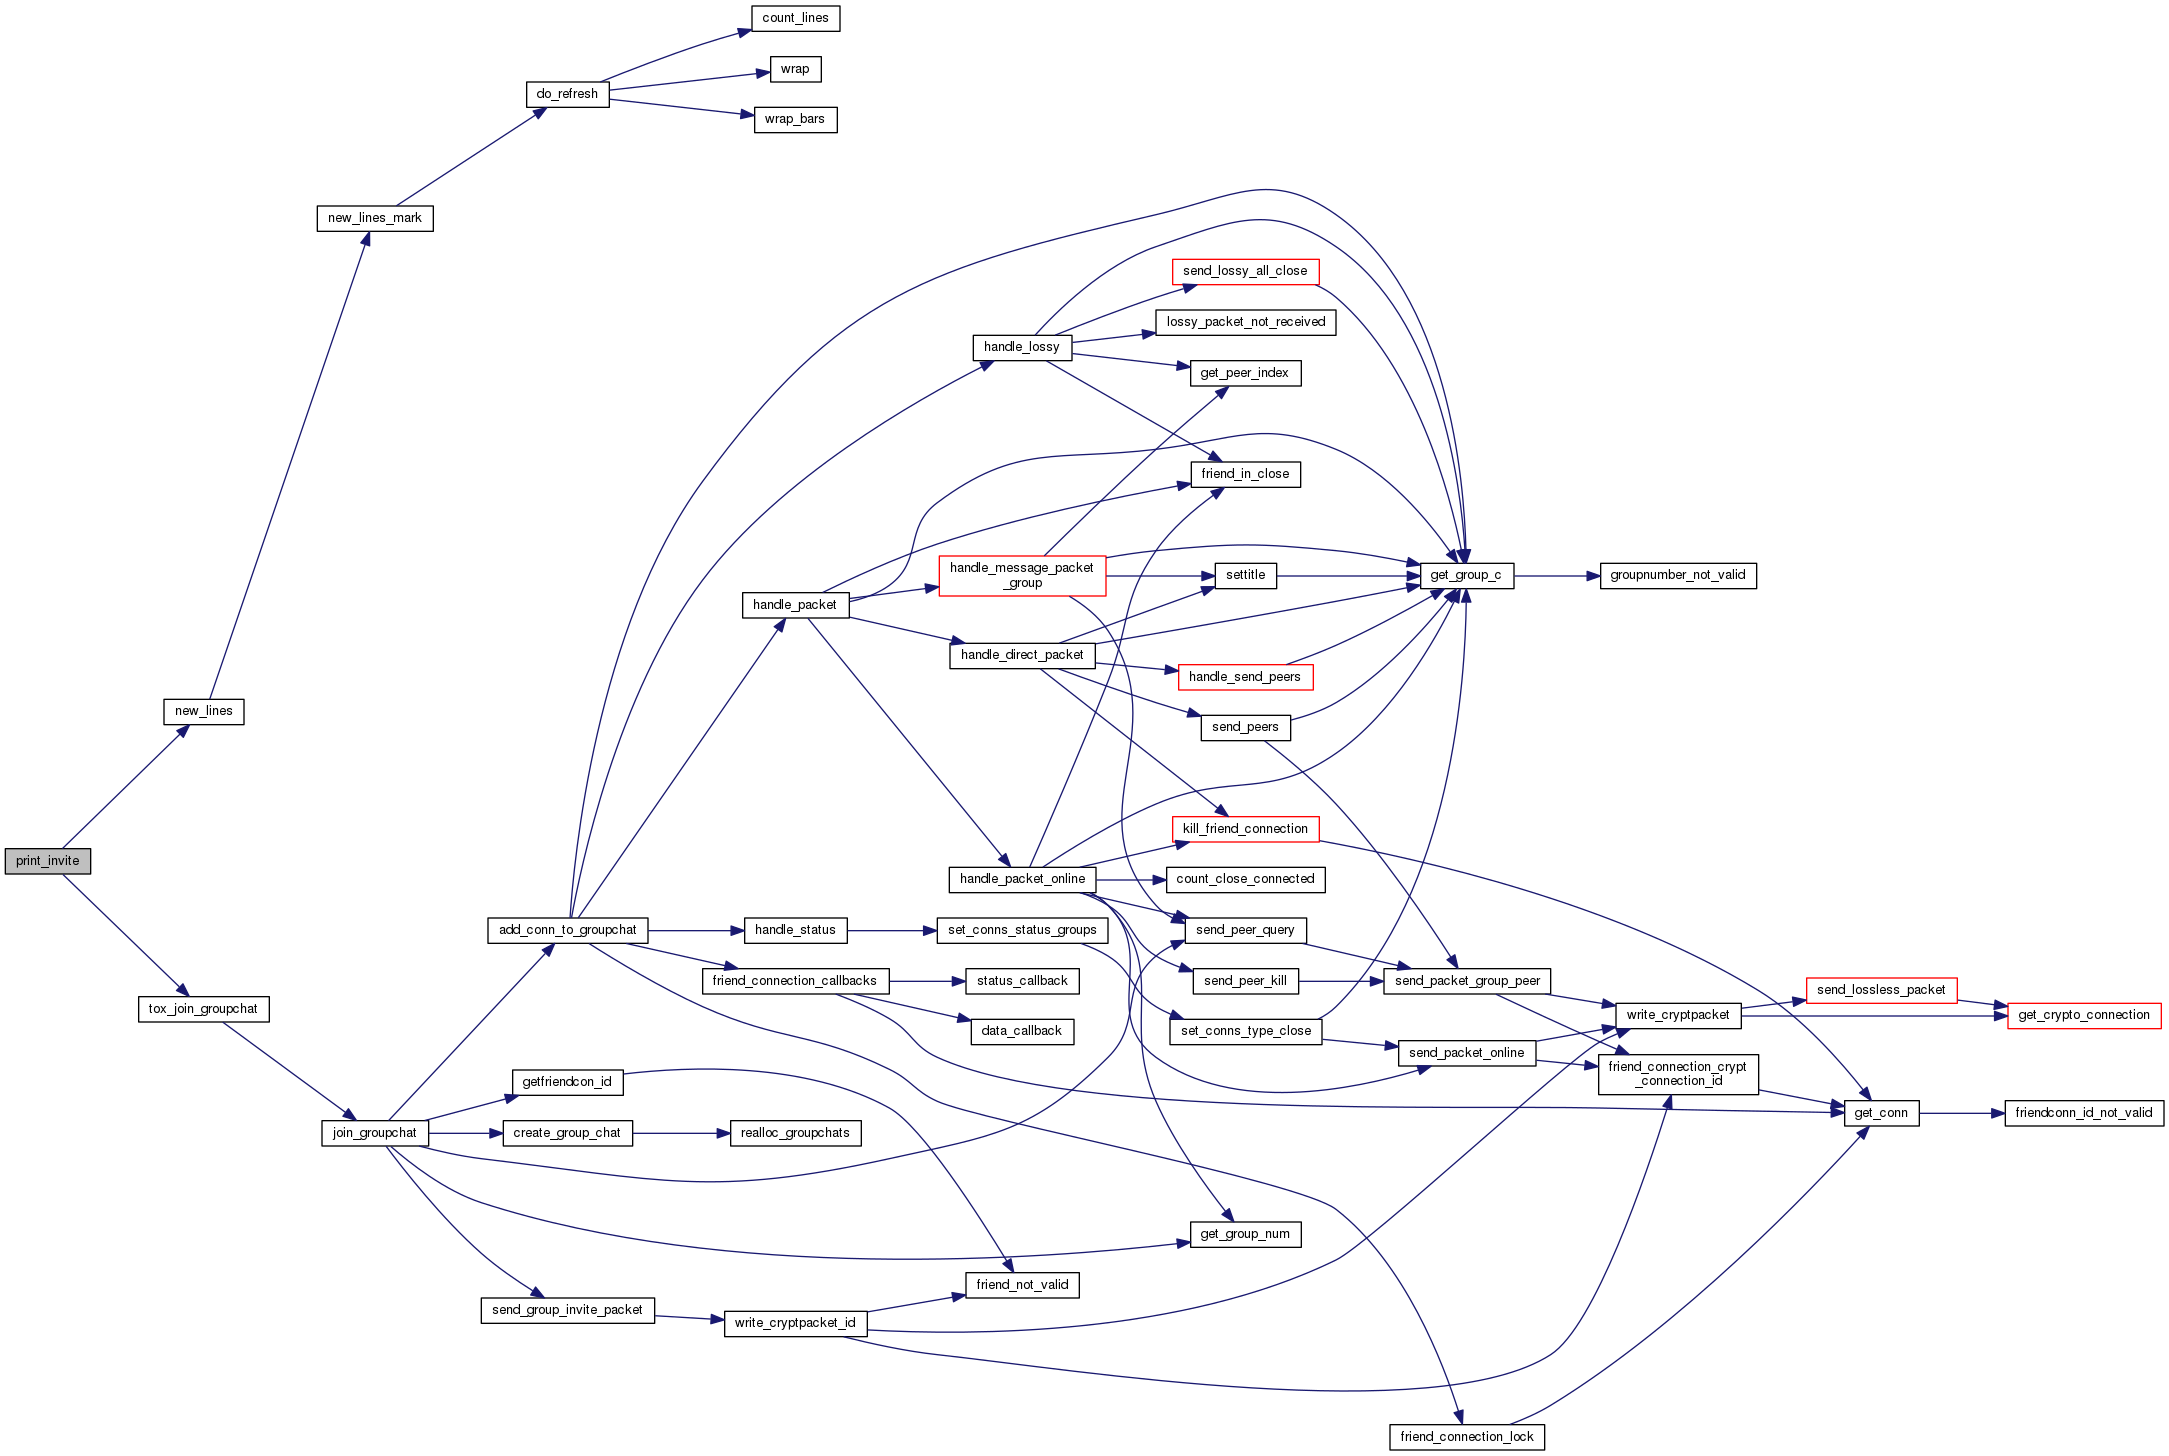 count_lines
wrap
do_refresh
wrap_bars
new_lines_mark
send_lossy_all_close
lossy_packet_not_received
handle_lossy
get_peer_index
friend_in_close
handle_message_packet
_group
settitle
get_group_c
groupnumber_not_valid
handle_packet
handle_direct_packet
handle_send_peers
new_lines
send_peers
kill_friend_connection
print_invite
handle_packet_online
count_close_connected
add_conn_to_groupchat
handle_status
set_conns_status_groups
send_peer_query
friend_connection_callbacks
status_callback
send_peer_kill
send_packet_group_peer
send_lossless_packet
tox_join_groupchat
data_callback
set_conns_type_close
write_cryptpacket
get_crypto_connection
send_packet_online
friend_connection_crypt
_connection_id
getfriendcon_id
get_conn
friendconn_id_not_valid
join_groupchat
create_group_chat
realloc_groupchats
get_group_num
friend_not_valid
send_group_invite_packet
write_cryptpacket_id
friend_connection_lock